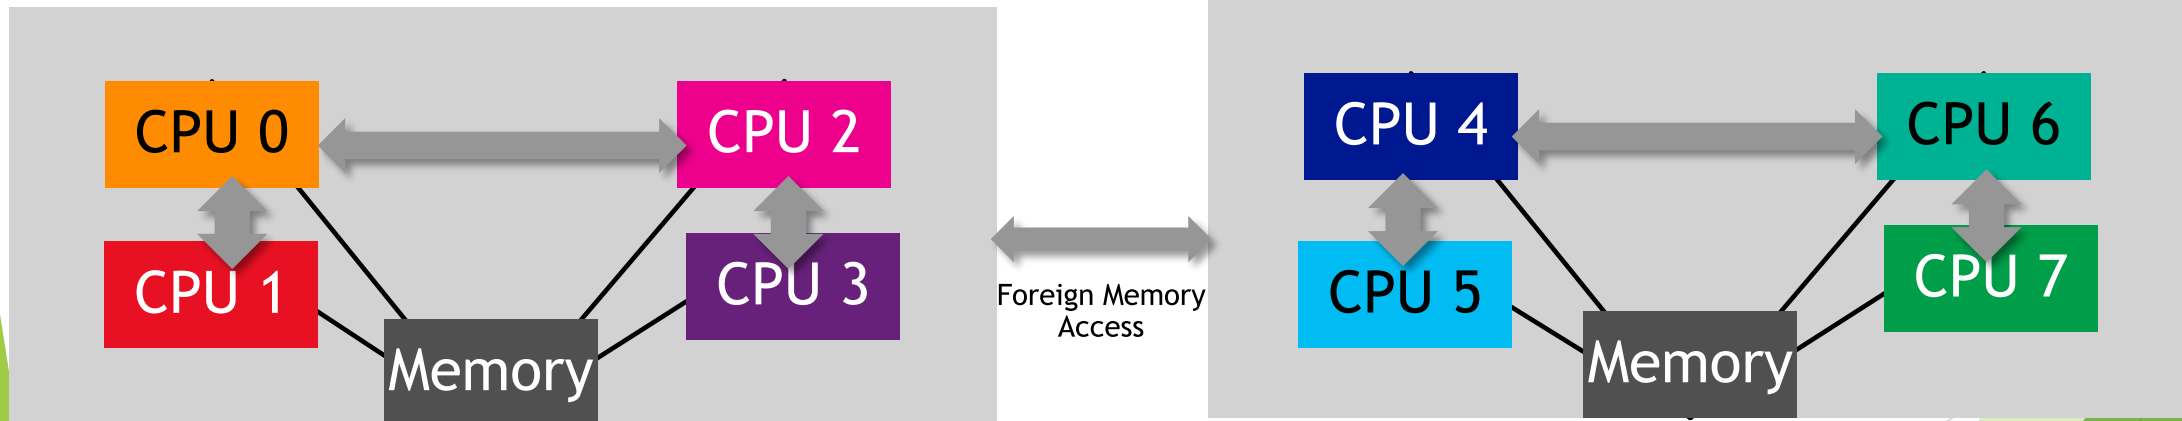 CPU 0
CPU 2
CPU 1
CPU 3
Memory
Foreign Memory
Access
CPU 4
CPU 6
CPU 5
CPU 7
Memory